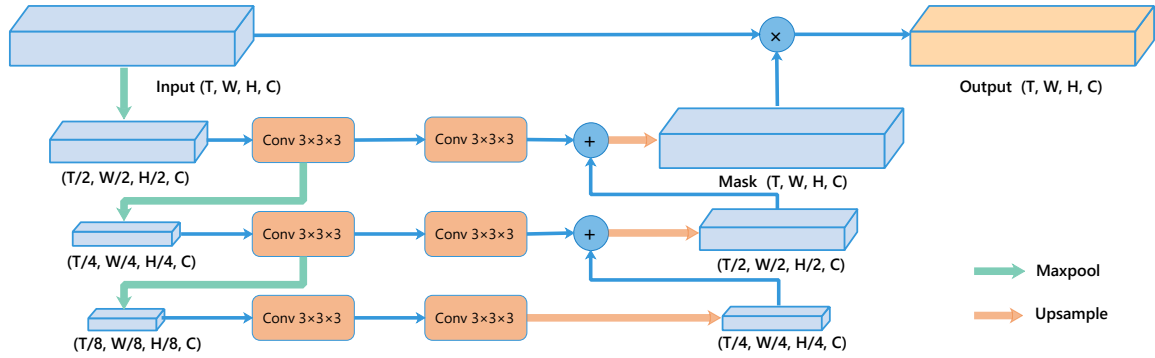 ×
Input (T, W, H, C)
Output (T, W, H, C)
Conv 3×3×3
Conv 3×3×3
+
(T/2, W/2, H/2, C)
Mask (T, W, H, C)
Conv 3×3×3
Conv 3×3×3
+
(T/4, W/4, H/4, C)
(T/2, W/2, H/2, C)
Maxpool
Conv 3×3×3
Conv 3×3×3
Upsample
(T/8, W/8, H/8, C)
(T/4, W/4, H/4, C)